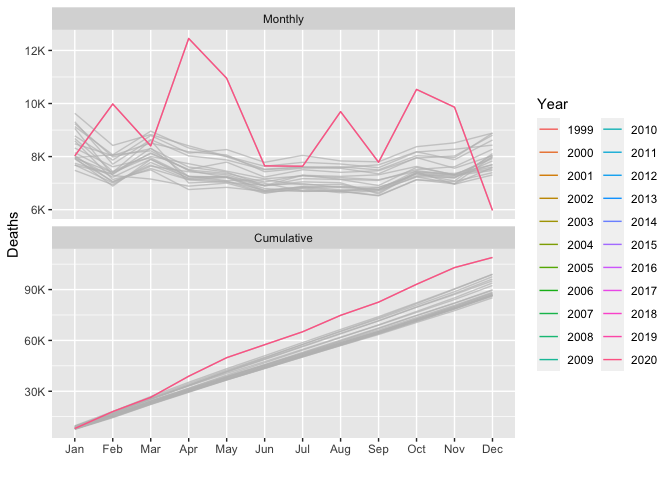 Monthly
12K
10K
8K
6K
Deaths
Cumulative
90K
60K
30K
Jan Feb Mar Apr May Jun Jul Aug Sep Oct Nov Dec
Year
1999 2010
2000 2011
2001 2012
2002 2013
2003 2014
2004 2015
2005 2016
2006 2017
2007 2018
2008 2019
2009 2020